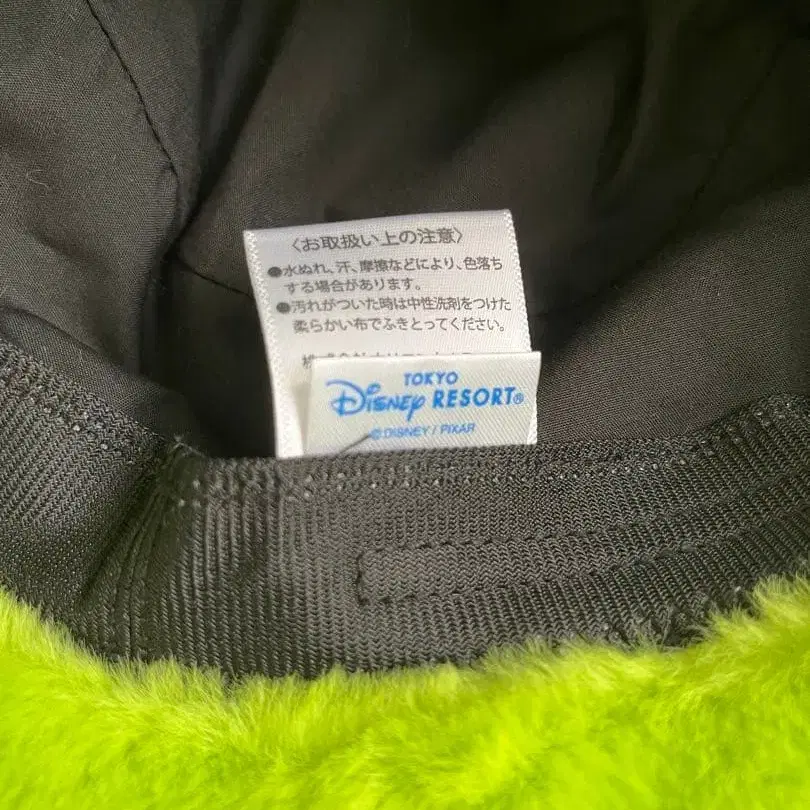 〈お取扱い上の注意〉
●水ぬれ、汗、摩擦などにより、色落ち
する場合があります。
●汚れがついた時は中性洗剤をつけた
柔らかい布でふきとってください。
TOKYO
Disney RESORT®
©DISNEY / PIXAR